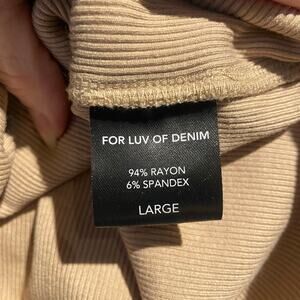 FOR LUV OF DENIM
94% RAYON
6% SPANDEX
LARGE